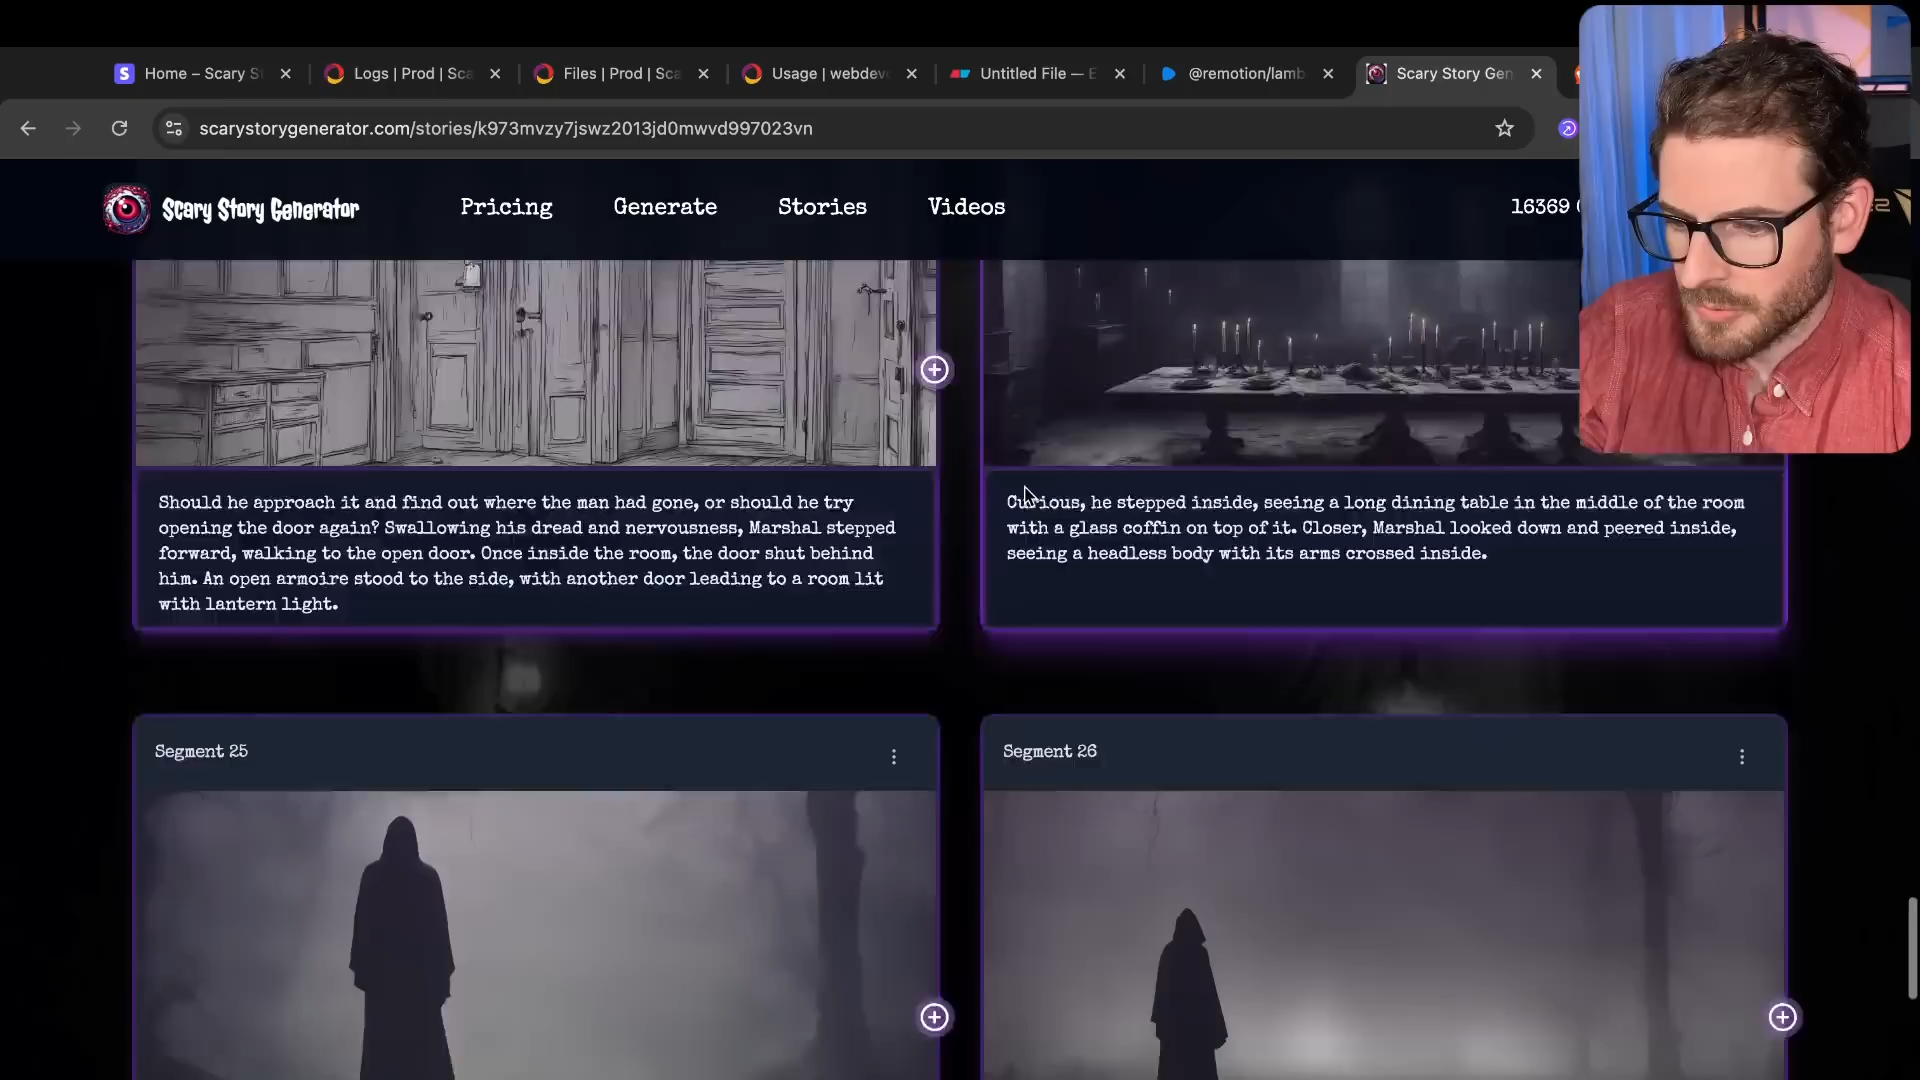 Home – Scary S
Logs | Prod | Sca
Files | Prod | Sca
Usage | webdev
Untitled File — E
@remotion/lamb
Scary Story Gen
scarystorygenerator.com/stories/k973mvzy7jswz2013jd0mwvd997023vn
Scary Story Generator
Pricing
Generate
Stories
Videos
16369
Should he approach it and find out where the man had gone, or should he try
opening the door again? Swallowing his dread and nervousness, Marshal stepped
forward, walking to the open door. Once inside the room, the door shut behind
him. An open armoire stood to the side, with another door leading to a room lit
with lantern light.
Curious, he stepped inside, seeing a long dining table in the middle of the room
with a glass coffin on top of it. Closer, Marshal looked down and peered inside,
seeing a headless body with its arms crossed inside.
Segment 25
Segment 26